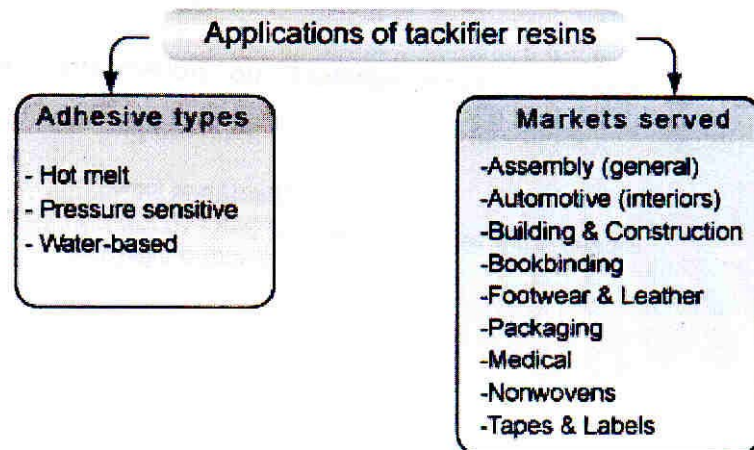 Applications of tackifier resins
Adhesive types
- Hot melt
- Pressure sensitive
- Water-based
Markets served
-Assembly (general)
-Automotive (interiors)
-Building & Construction
-Bookbinding
-Footwear & Leather
-Packaging
-Medical
-Nonwovens
-Tapes & Labels